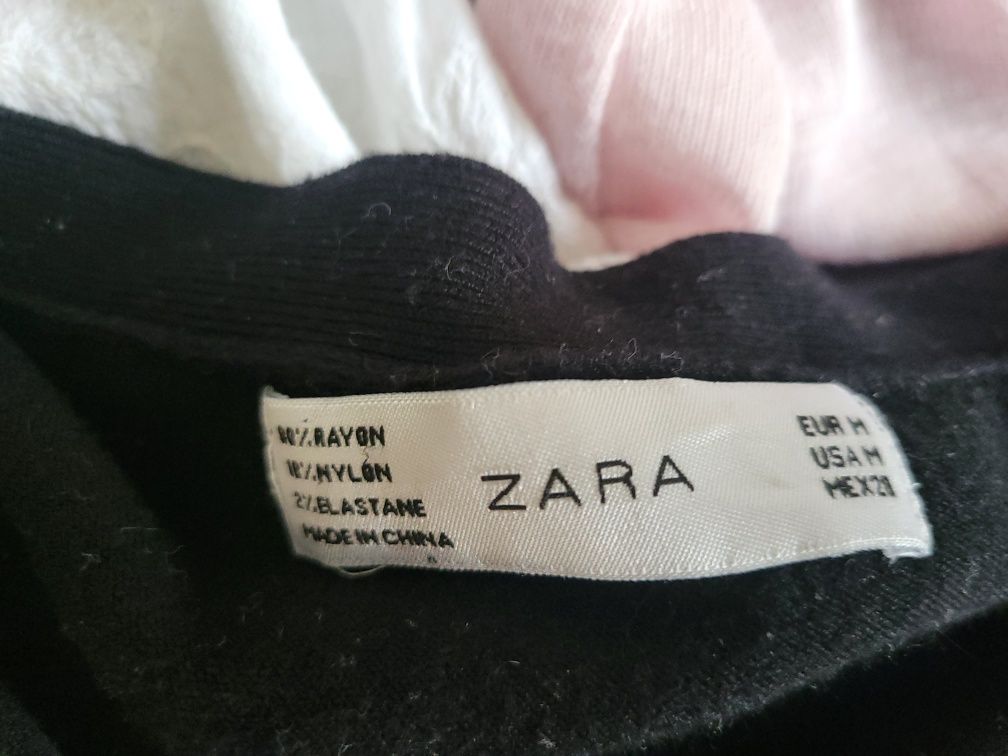 80% RAYON
18% NYLON
2% ELASTANE
MADE IN CHINA
ZARA
EUR M
USA M
MEX 28